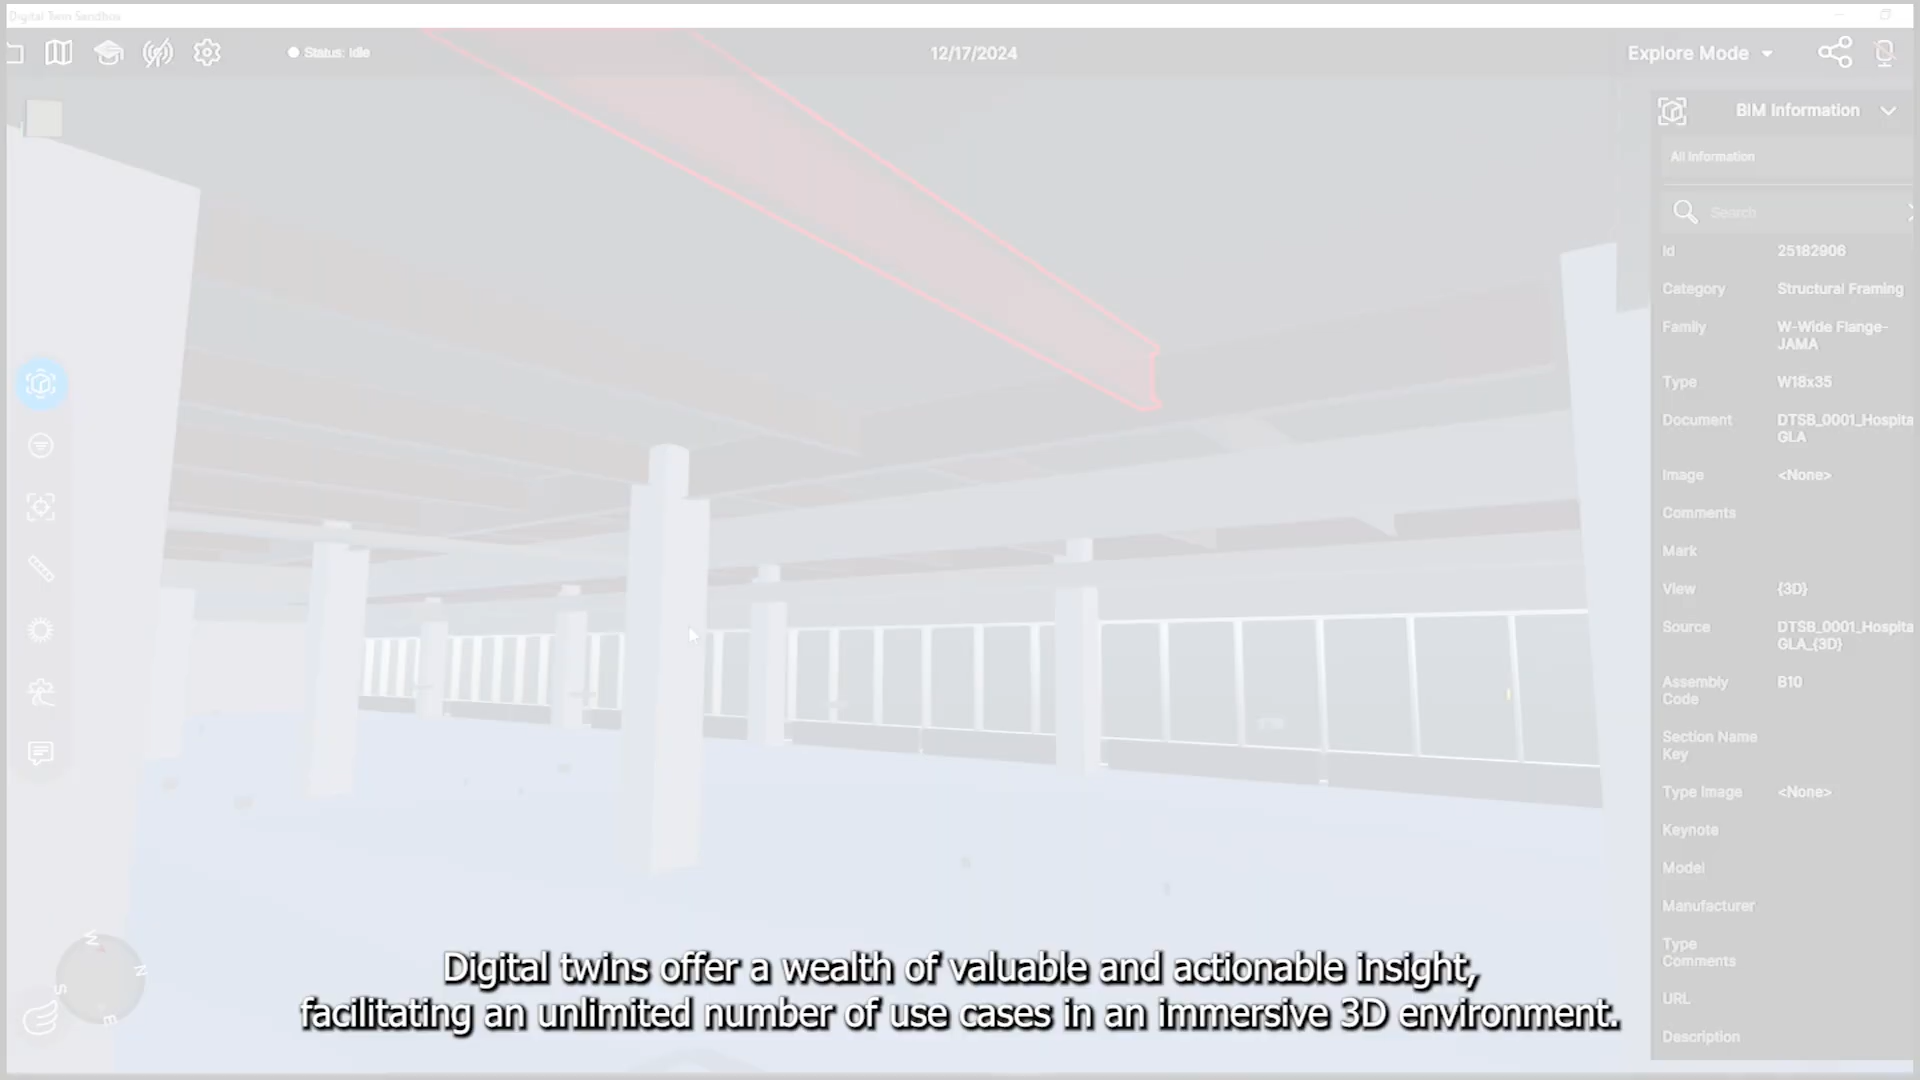 Digital Twin Sandbox
Status: Idle
12/17/2024
Explore Mode
BIM Information
All Information
Search
Id 25182906
Category Structural Framing
Family W-Wide Flange-
JAMA
Type W18x35
Document DTSB_0001_Hospita
GLA
Image <None>
Comments
Mark
View {3D}
Source DTSB_0001_Hospita
GLA_{3D}
Assembly B10
Code
Section Name
Key
Type Image <None>
Keynote
Model
Manufacturer
Type
Comments
URL
Description
W
N
S
E
Digital twins offer a wealth of valuable and actionable insight,
facilitating an unlimited number of use cases in an immersive 3D environment.